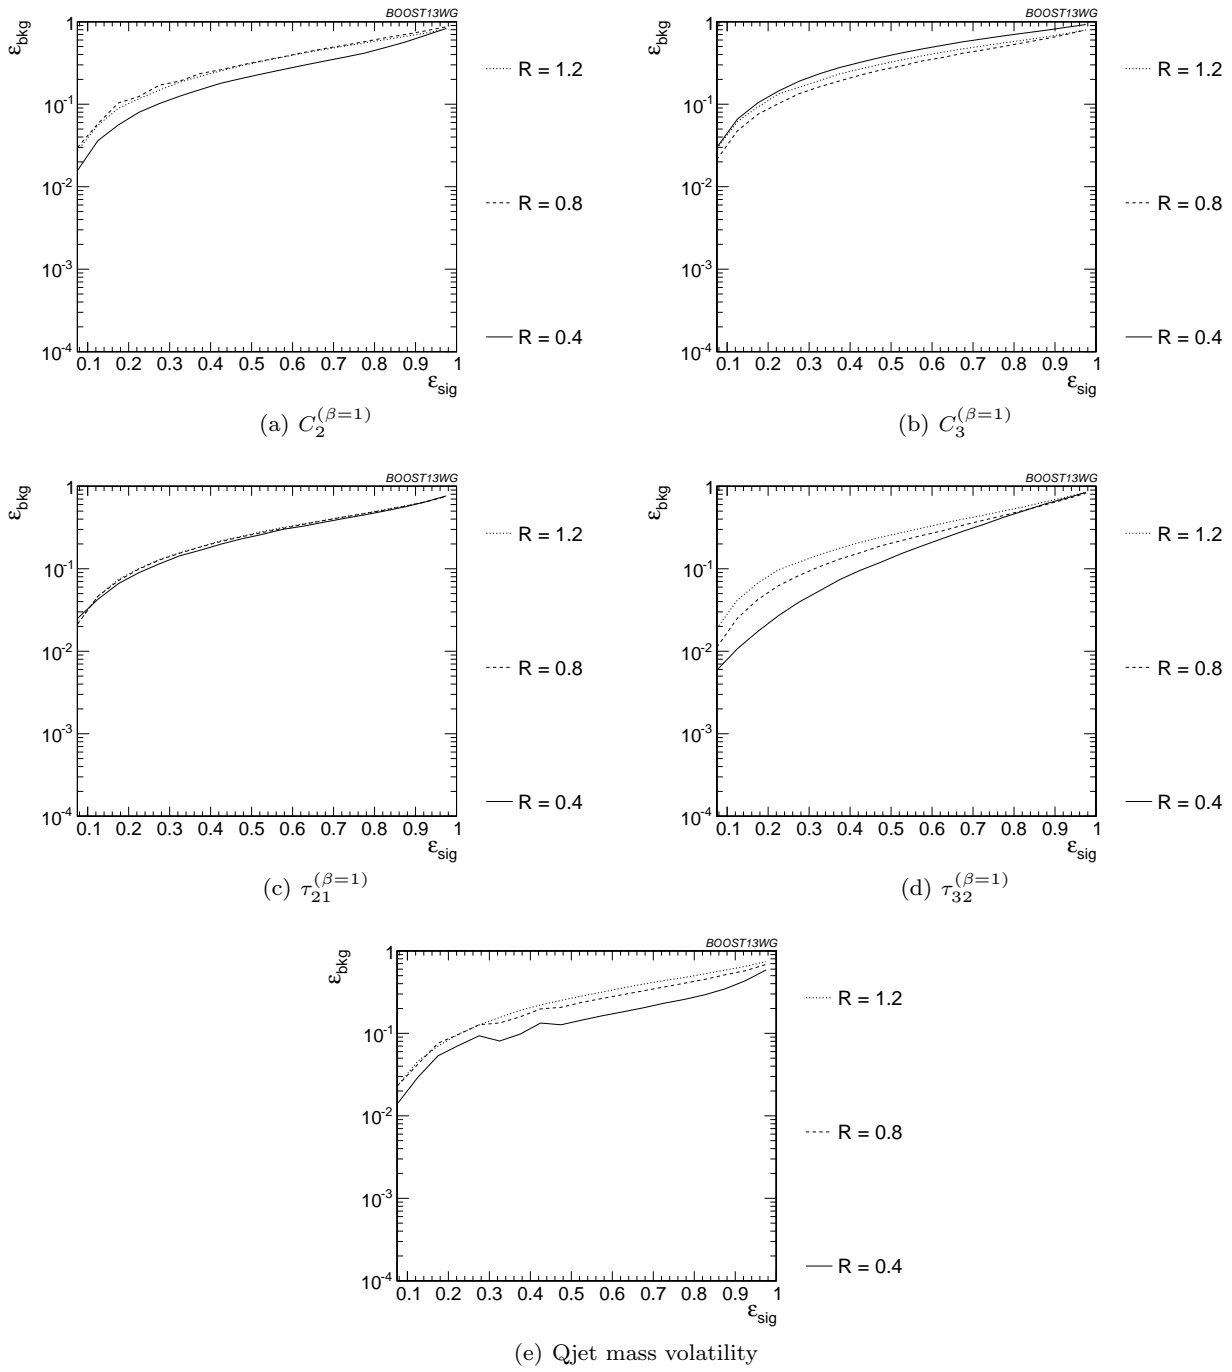 BOOST13WG
ε_bkg
1
10^-1
10^-2
10^-3
10^-4
0.1 0.2 0.3 0.4 0.5 0.6 0.7 0.8 0.9 1
ε_sig
R = 1.2
R = 0.8
R = 0.4
(a) C_2^(β=1)
BOOST13WG
ε_bkg
1
10^-1
10^-2
10^-3
10^-4
0.1 0.2 0.3 0.4 0.5 0.6 0.7 0.8 0.9 1
ε_sig
R = 1.2
R = 0.8
R = 0.4
(b) C_3^(β=1)
BOOST13WG
ε_bkg
1
10^-1
10^-2
10^-3
10^-4
0.1 0.2 0.3 0.4 0.5 0.6 0.7 0.8 0.9 1
ε_sig
R = 1.2
R = 0.8
R = 0.4
(c) τ_21^(β=1)
BOOST13WG
ε_bkg
1
10^-1
10^-2
10^-3
10^-4
0.1 0.2 0.3 0.4 0.5 0.6 0.7 0.8 0.9 1
ε_sig
R = 1.2
R = 0.8
R = 0.4
(d) τ_32^(β=1)
BOOST13WG
ε_bkg
1
10^-1
10^-2
10^-3
10^-4
0.1 0.2 0.3 0.4 0.5 0.6 0.7 0.8 0.9 1
ε_sig
R = 1.2
R = 0.8
R = 0.4
(e) Qjet mass volatility